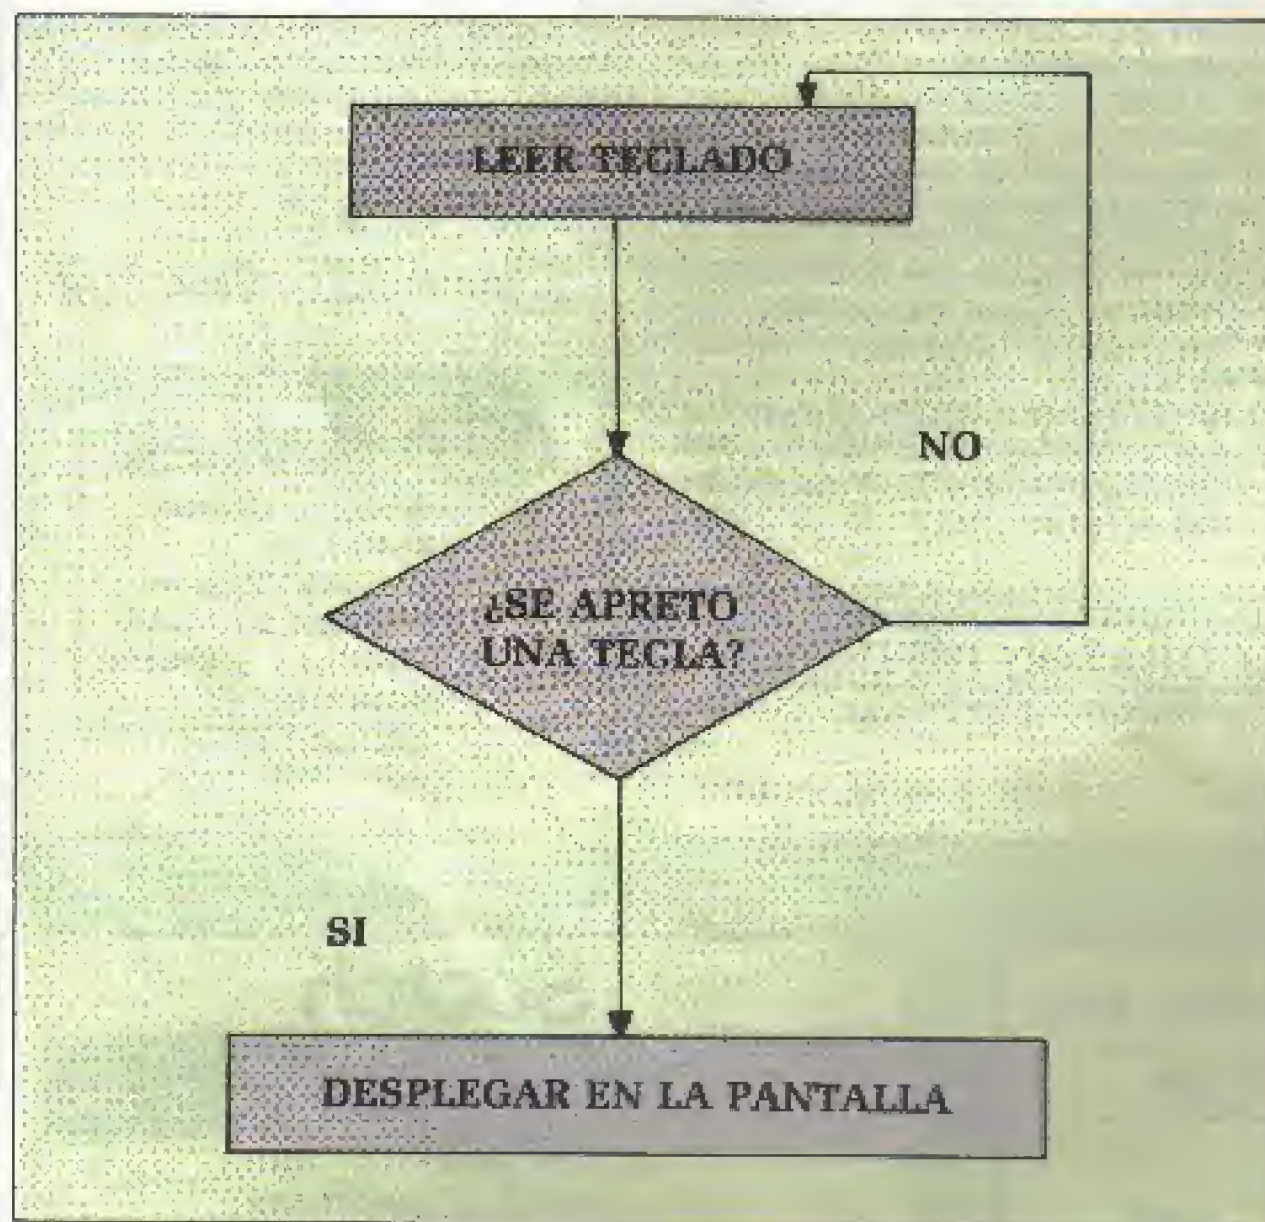 LEER TECLADO
NO
¿SE APRETO
UNA TECLA?
SI
DESPLEGAR EN LA PANTALLA